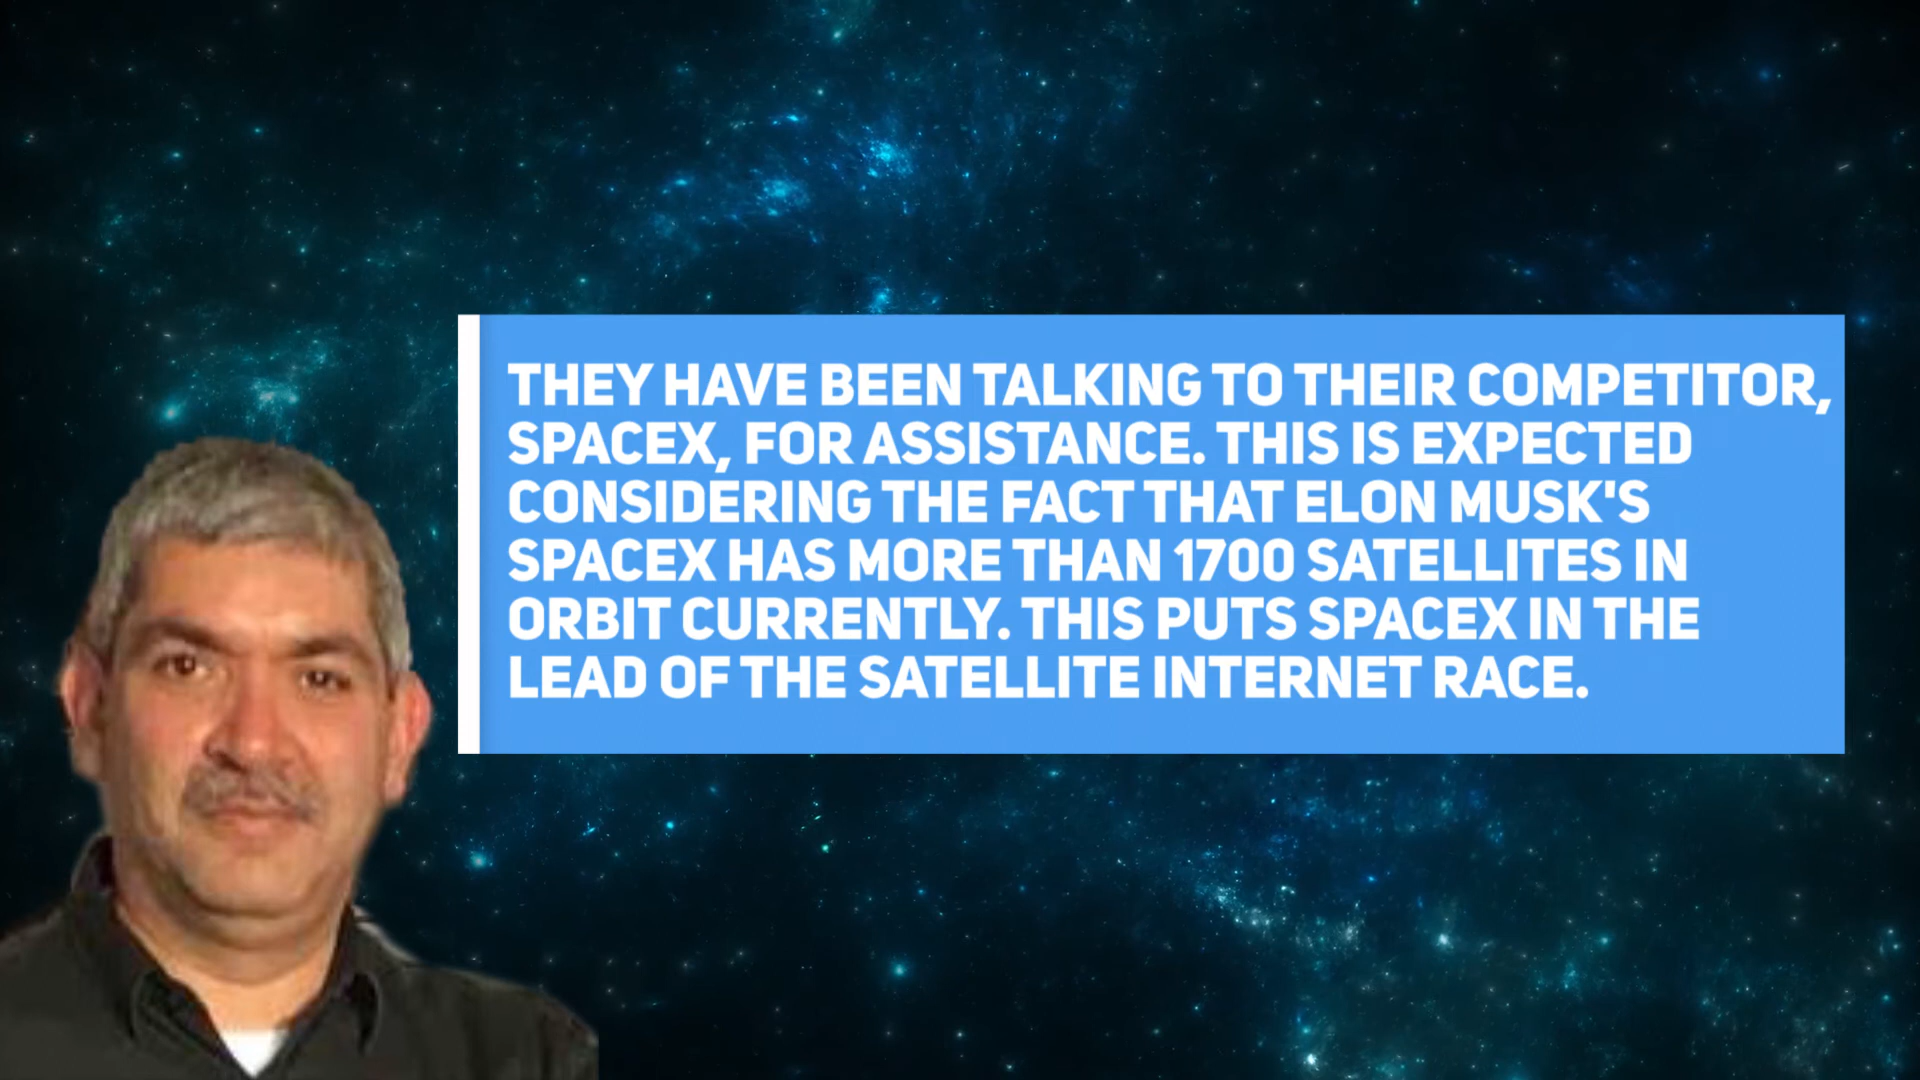 THEY HAVE BEEN TALKING TO THEIR COMPETITOR,
SPACEX, FOR ASSISTANCE. THIS IS EXPECTED
CONSIDERING THE FACT THAT ELON MUSK'S
SPACEX HAS MORE THAN 1700 SATELLITES IN
ORBIT CURRENTLY. THIS PUTS SPACEX IN THE
LEAD OF THE SATELLITE INTERNET RACE.